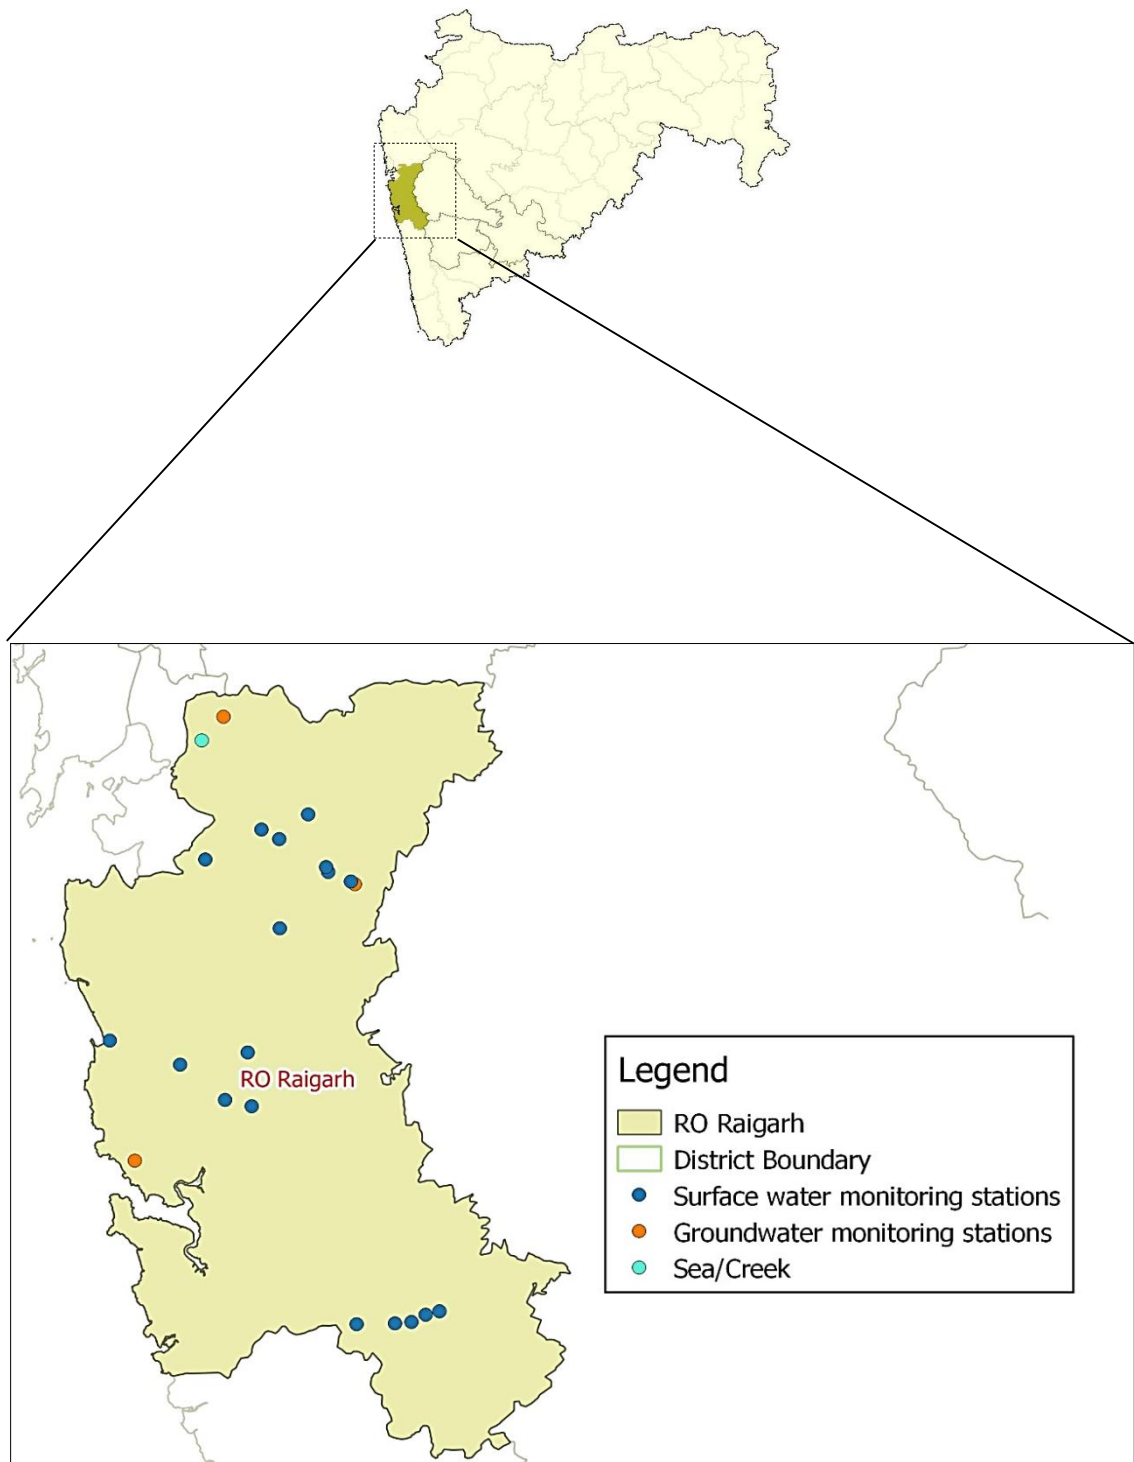 RO Raigarh
Legend
RO Raigarh
District Boundary
Surface water monitoring stations
Groundwater monitoring stations
Sea/Creek